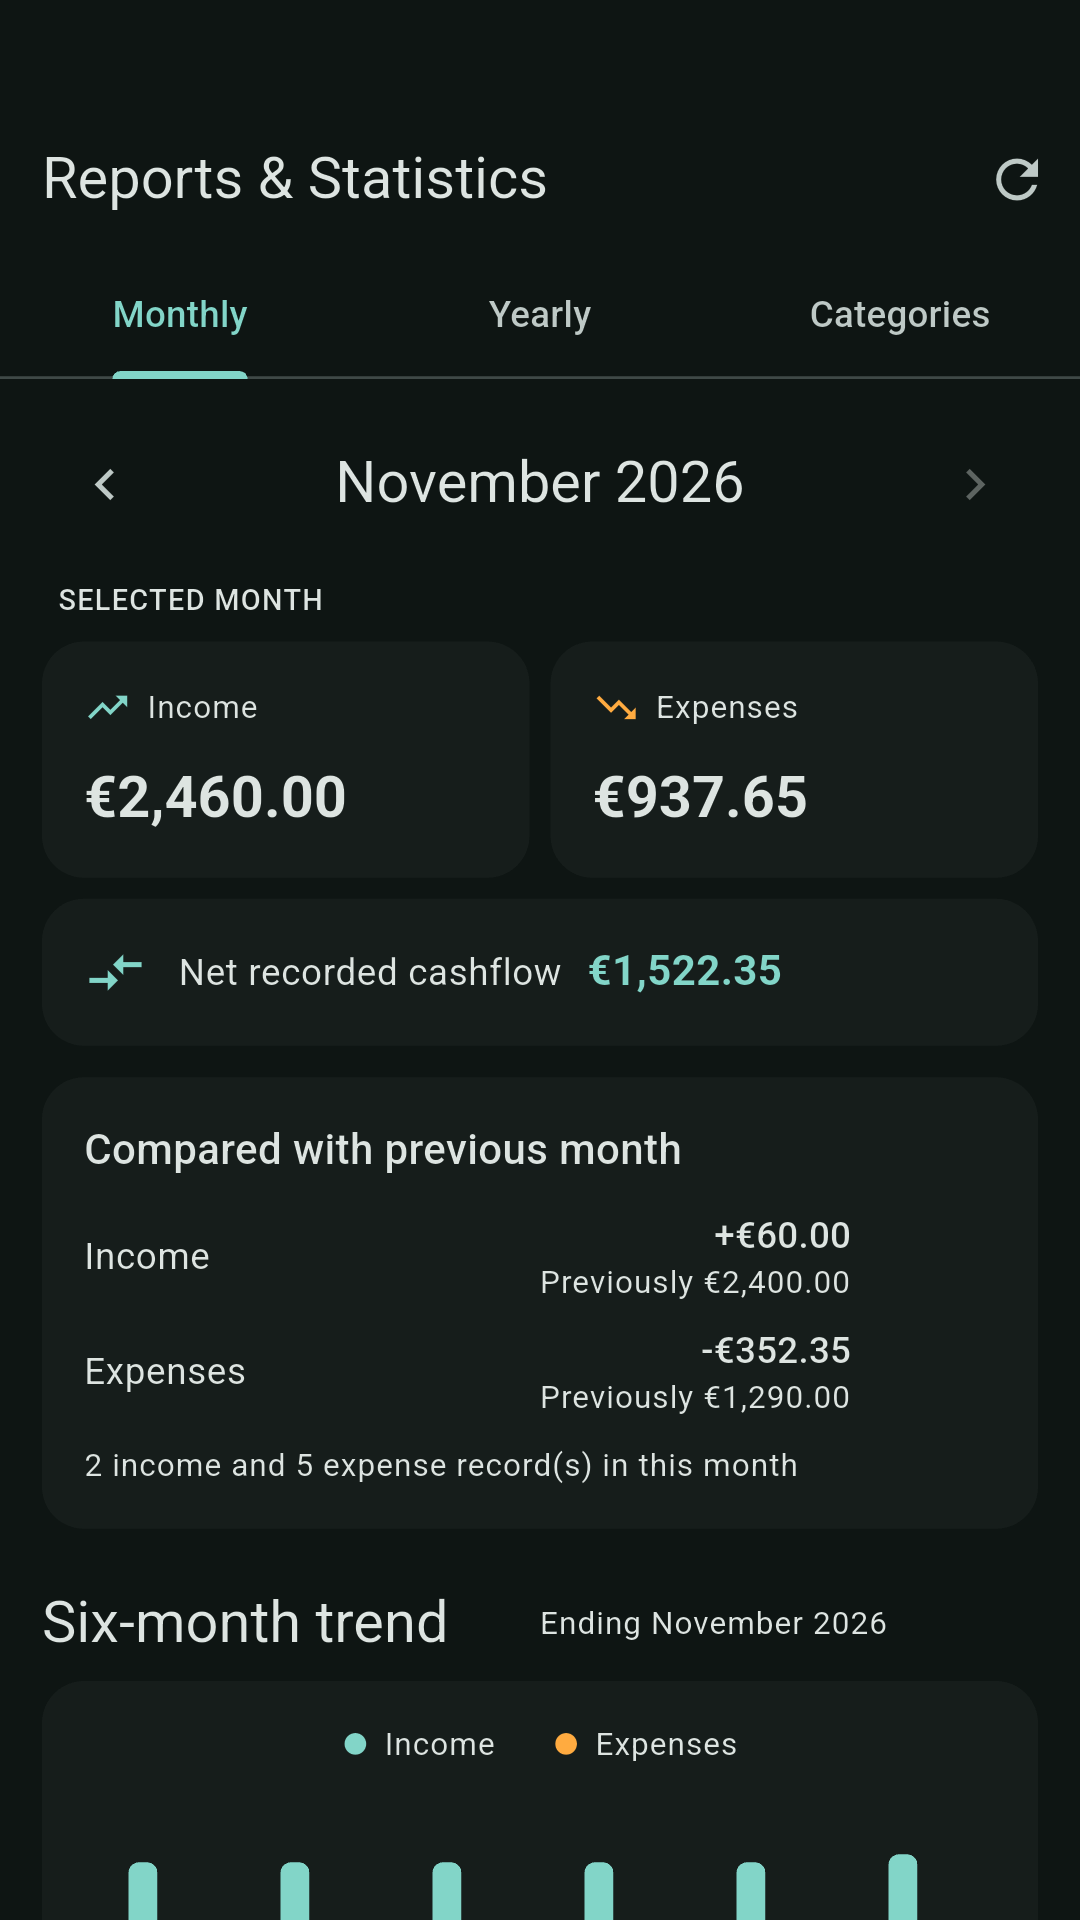 Reports & Statistics
Monthly Yearly Categories
November 2026
SELECTED MONTH
Income
€2,460.00
Expenses
€937.65
Net recorded cashflow €1,522.35
Compared with previous month
Income
+€60.00
Previously €2,400.00
Expenses
-€352.35
Previously €1,290.00
2 income and 5 expense record(s) in this month
Six-month trend Ending November 2026
Income Expenses